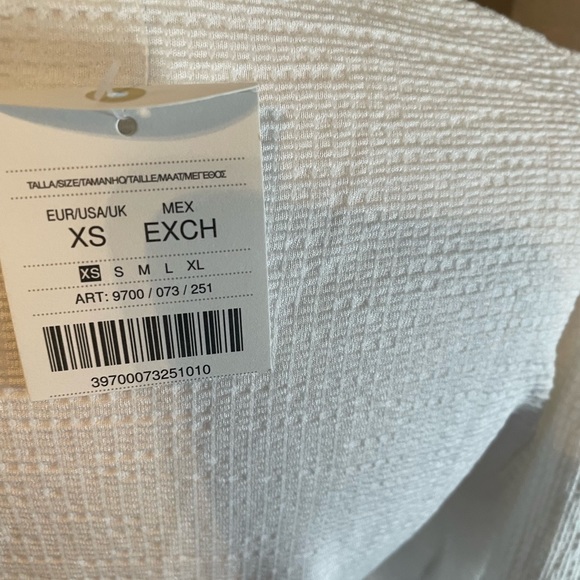 TALLA/SIZE/TAMANHO/TAILLE/MAAT/ΜΕΓΕΘΟΣ
EUR/USA/UK MEX
XS EXCH
XS S M L XL
ART: 9700 / 073 / 251
39700073251010